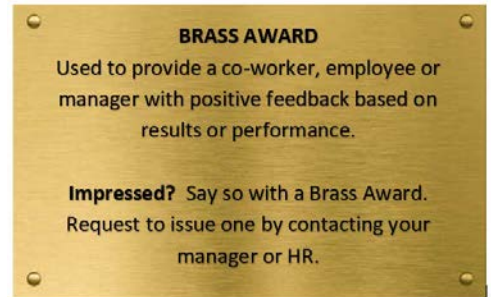 BRASS AWARD
Used to provide a co-worker, employee or
manager with positive feedback based on
results or performance.
Impressed?  Say so with a Brass Award.
Request to issue one by contacting your
manager or HR.